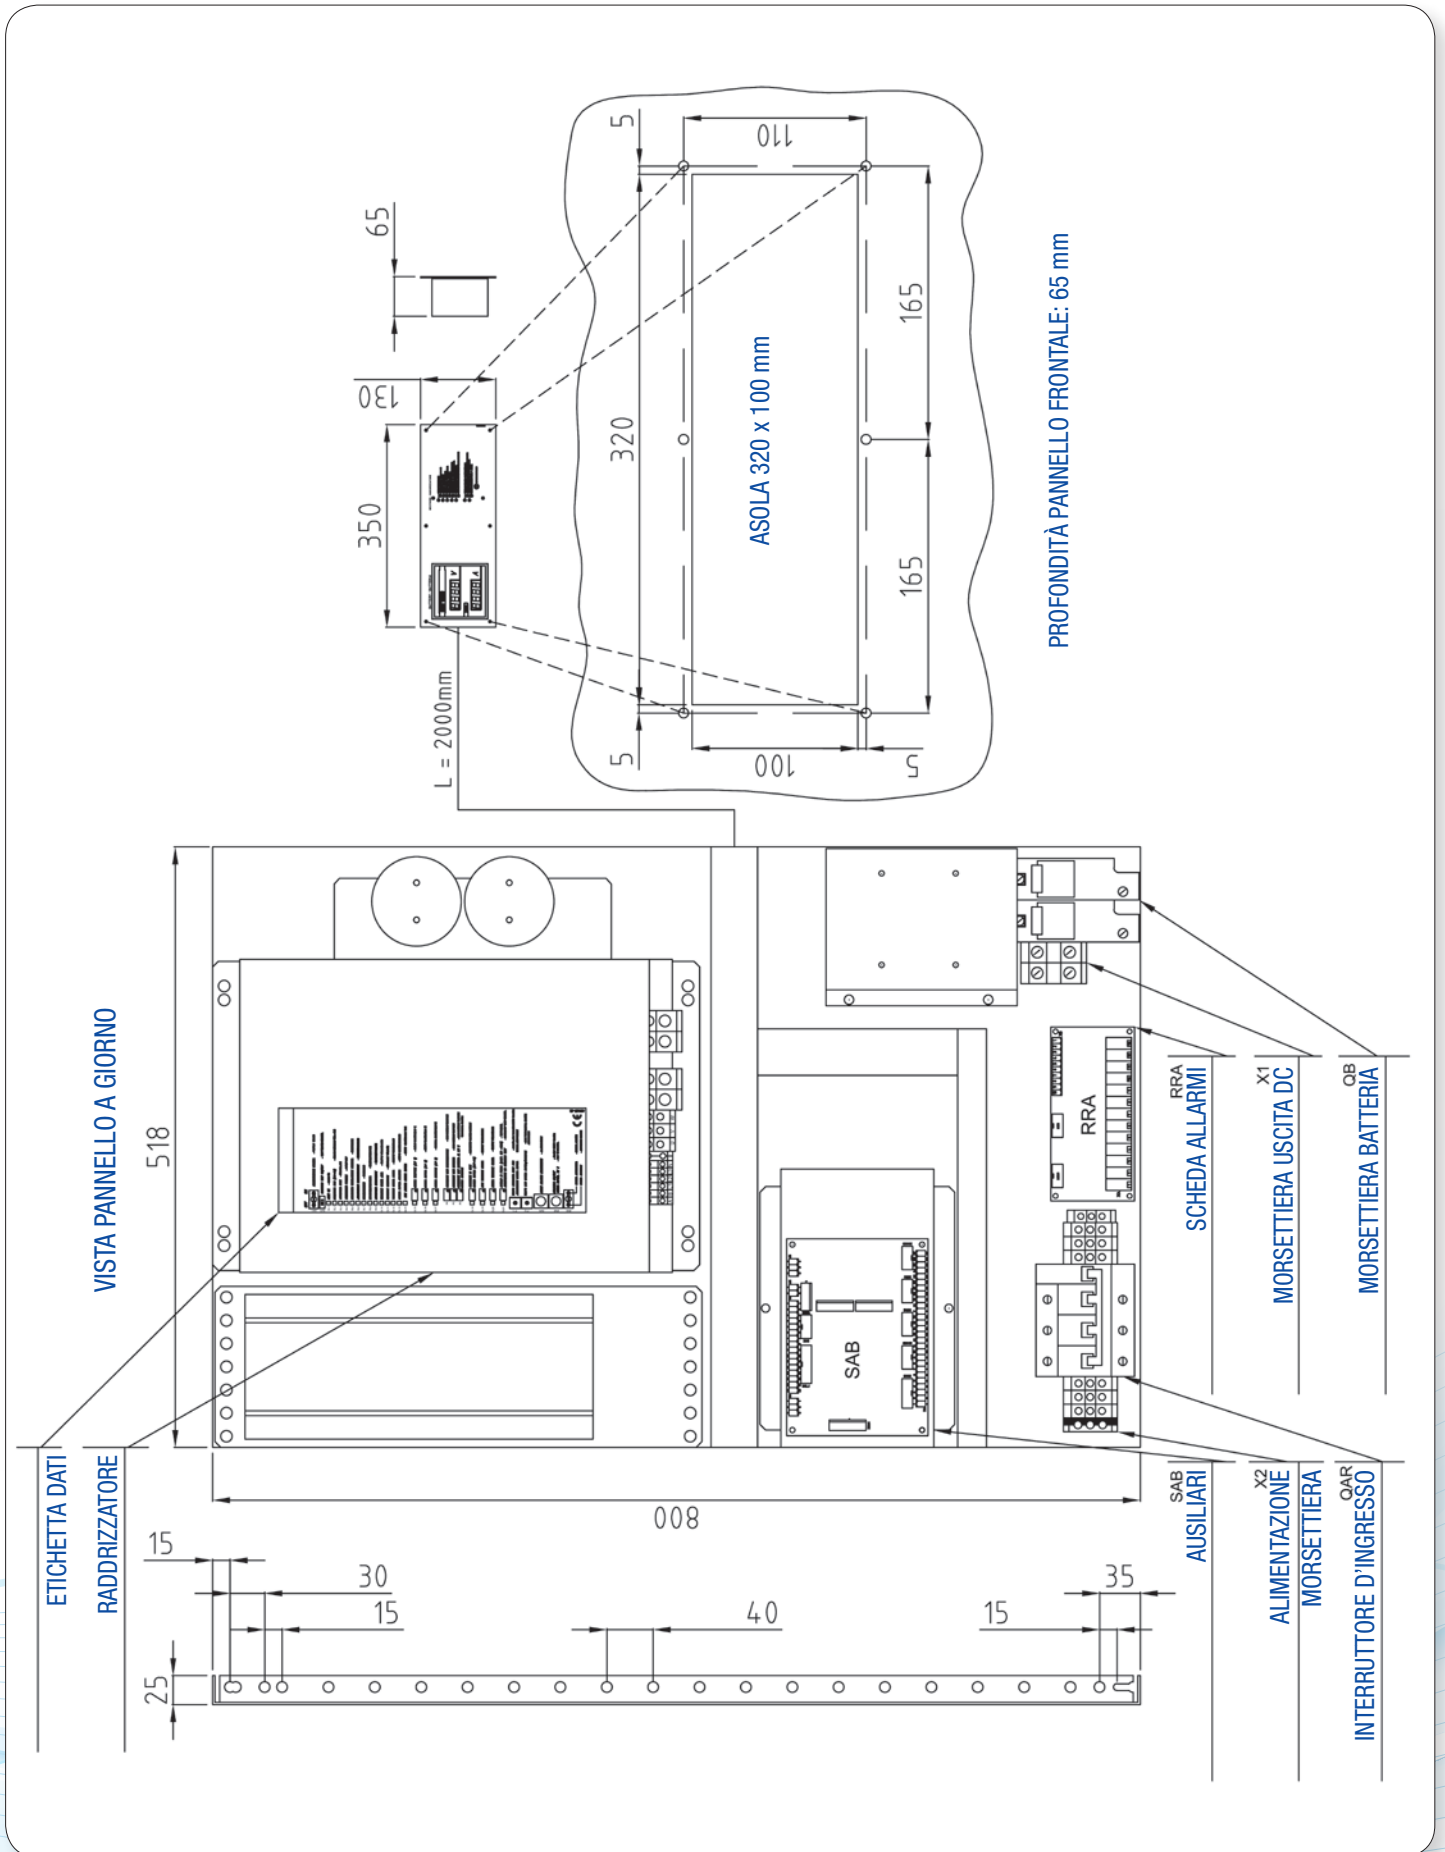 65
130
350
L = 2000mm
5
110
320
165
ASOLA 320 x 100 mm
165
5
100
5
PROFONDITÀ PANNELLO FRONTALE: 65 mm
VISTA PANNELLO A GIORNO
518
800
V
A
SAB
RRA
RRA
SCHEDA ALLARMI
X1
MORSETTIERA USCITA DC
QB
MORSETTIERA BATTERIA
ETICHETTA DATI
RADDRIZZATORE
SAB
AUSILIARI
X2
ALIMENTAZIONE
MORSETTIERA
QAR
INTERRUTTORE D'INGRESSO
15
30
15
40
15
35
25